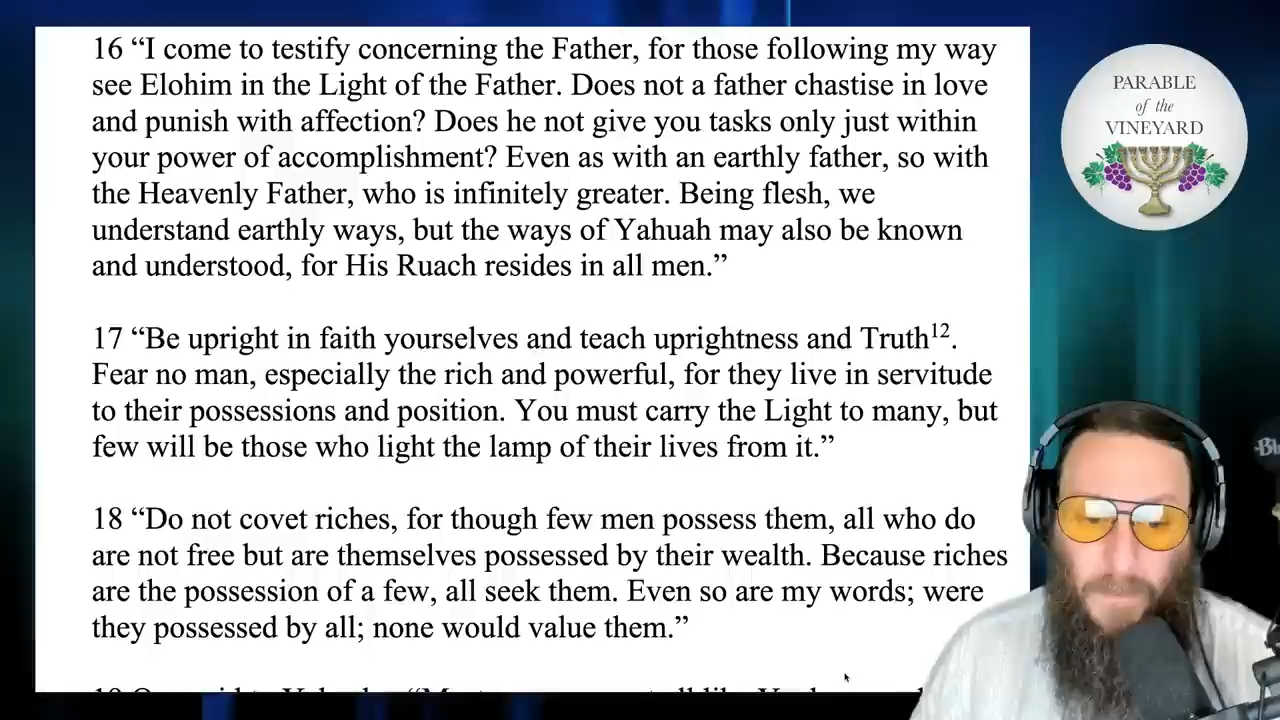 16 “I come to testify concerning the Father, for those following my way
see Elohim in the Light of the Father. Does not a father chastise in love
and punish with affection? Does he not give you tasks only just within
your power of accomplishment? Even as with an earthly father, so with
the Heavenly Father, who is infinitely greater. Being flesh, we
understand earthly ways, but the ways of Yahuah may also be known
and understood, for His Ruach resides in all men.”
17 “Be upright in faith yourselves and teach uprightness and Truth¹².
Fear no man, especially the rich and powerful, for they live in servitude
to their possessions and position. You must carry the Light to many, but
few will be those who light the lamp of their lives from it.”
18 “Do not covet riches, for though few men possess them, all who do
are not free but are themselves possessed by their wealth. Because riches
are the possession of a few, all seek them. Even so are my words; were
they possessed by all; none would value them.”
PARABLE
of the
VINEYARD